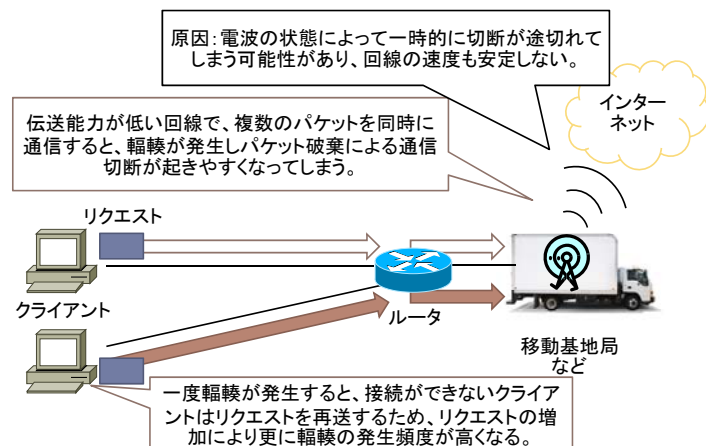 原因：電波の状態によって一時的に切断が途切れて
しまう可能性があり、回線の速度も安定しない。
インター
ネット
伝送能力が低い回線で、複数のパケットを同時に
通信すると、輻輳が発生しパケット破棄による通信
切断が起きやすくなってしまう。
リクエスト
クライアント
ルータ
移動基地局
など
一度輻輳が発生すると、接続ができないクライア
ントはリクエストを再送するため、リクエストの増
加により更に輻輳の発生頻度が高くなる。